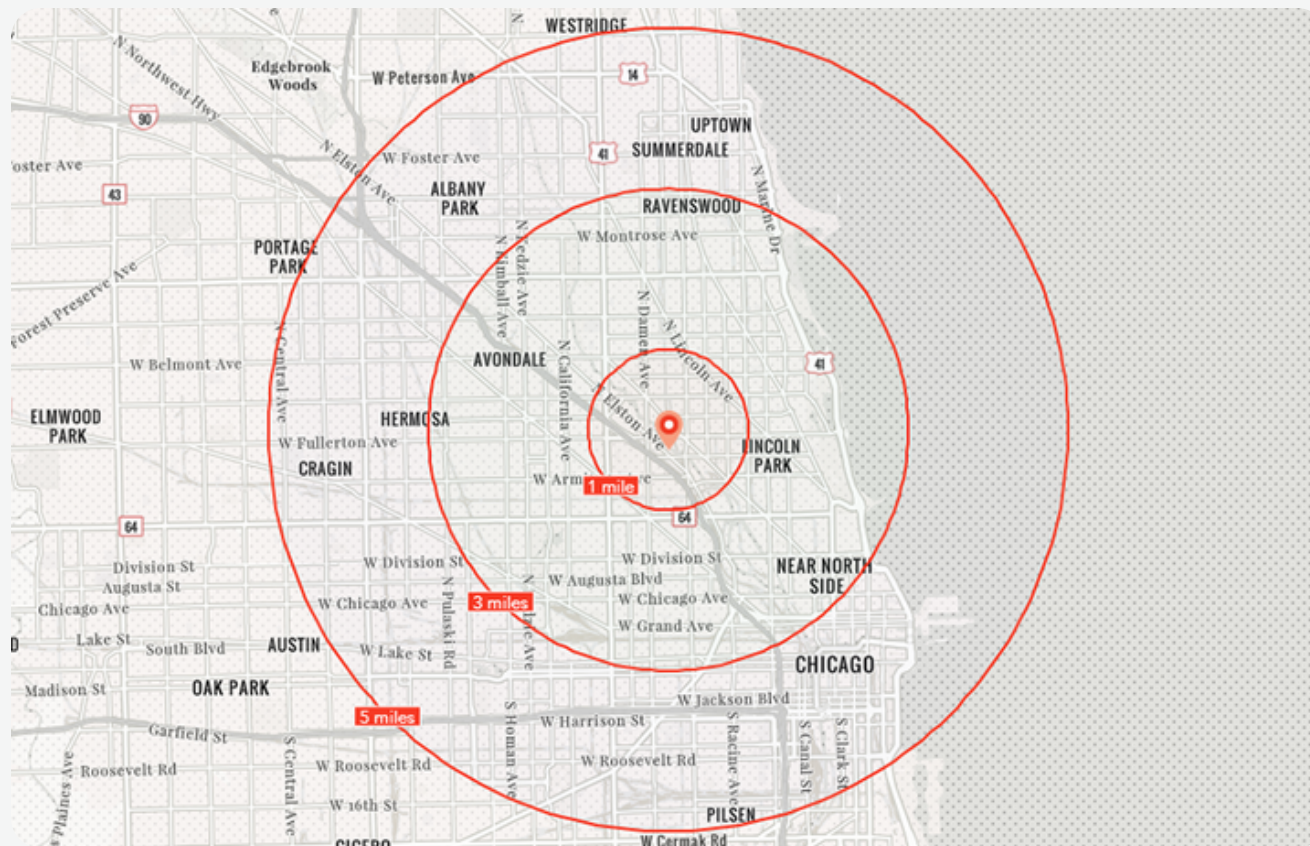 WESTRIDGE
N Northwest Hwy
Edgebrook
Woods
W Peterson Ave
14
90
UPTOWN
41
SUMMERDALE
N Elston Ave
W Foster Ave
oster Ave
43
ALBANY
PARK
N Marine Dr
RAVENSWOOD
W Montrose Ave
PORTAGE
PARK
N Kedzie Ave
N Kimball Ave
Forest Preserve Ave
N Damen Ave
N Lincoln Ave
N Central Ave
W Belmont Ave
AVONDALE
N California Ave
41
N Elston Ave
ELMWOOD
PARK
HERMOSA
W Fullerton Ave
CRAGIN
LINCOLN
PARK
W Arm
ve
1 mile
64
64
Division St
W Division St
W Division St
Augusta St
W Augusta Blvd
NEAR NORTH
SIDE
Chicago Ave
W Chicago Ave
3 miles
W Chicago Ave
N Pulaski Rd
W Grand Ave
Lake St
South Blvd
AUSTIN
W Lake St
CHICAGO
Madison St
OAK PARK
W Jackson Blvd
5 miles
W Harrison St
Garfield St
S Homan Ave
S Racine Ave
S Canal St
S Clark St
S Central Ave
Roosevelt Rd
W Roosevelt Rd
W Roosevelt Rd
s Plaines Ave
W 16th St
PILSEN
W Cermak Rd
CICERO